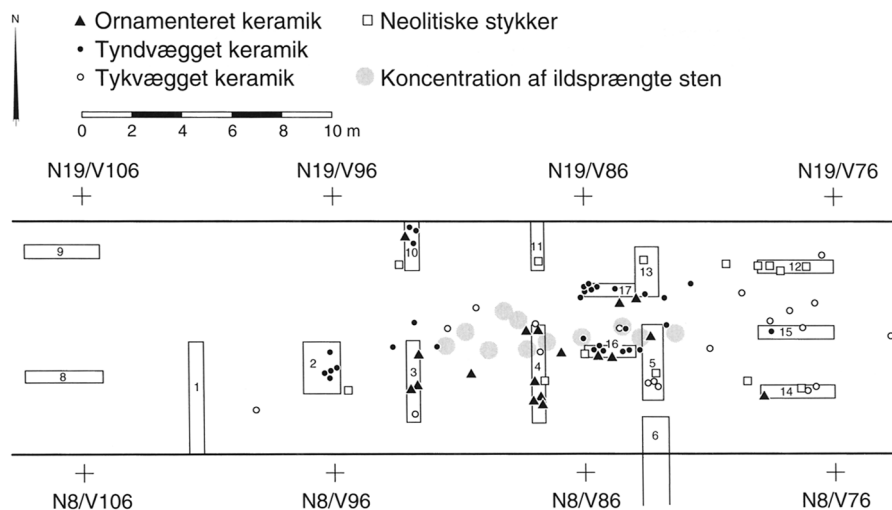 N
Ornamenteret keramik
Neolitiske stykker
Tyndvægget keramik
Tykvægget keramik
Koncentration af ildsprængte sten
0 2 4 6 8 10 m
N19/V106 N19/V96 N19/V86 N19/V76
9 10 11 13 12
17
15
8 1 2 3 4 16 5 14
6
N8/V106 N8/V96 N8/V86 N8/V76